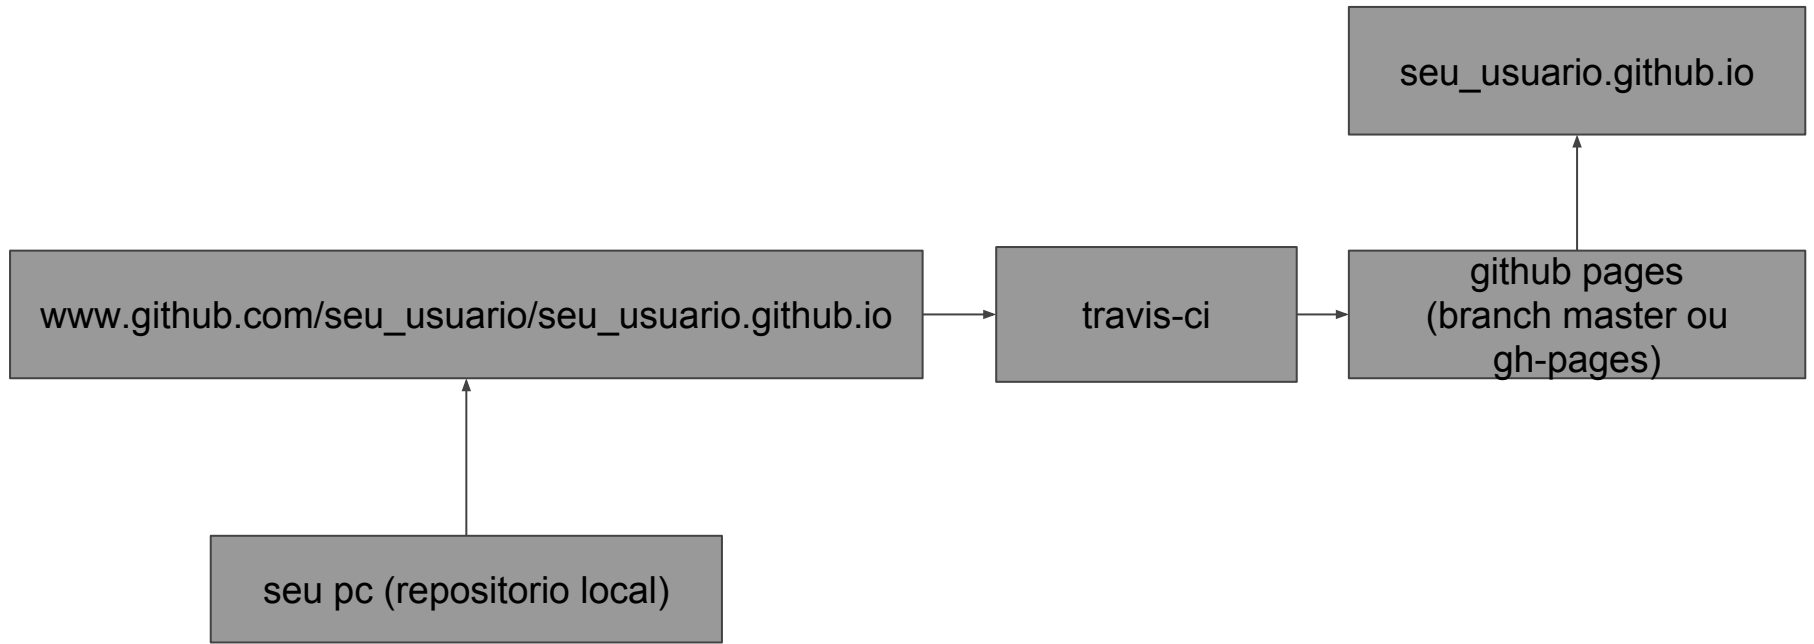 seu_usuario.github.io
www.github.com/seu_usuario/seu_usuario.github.io
travis-ci
github pages
(branch master ou
gh-pages)
seu pc (repositorio local)